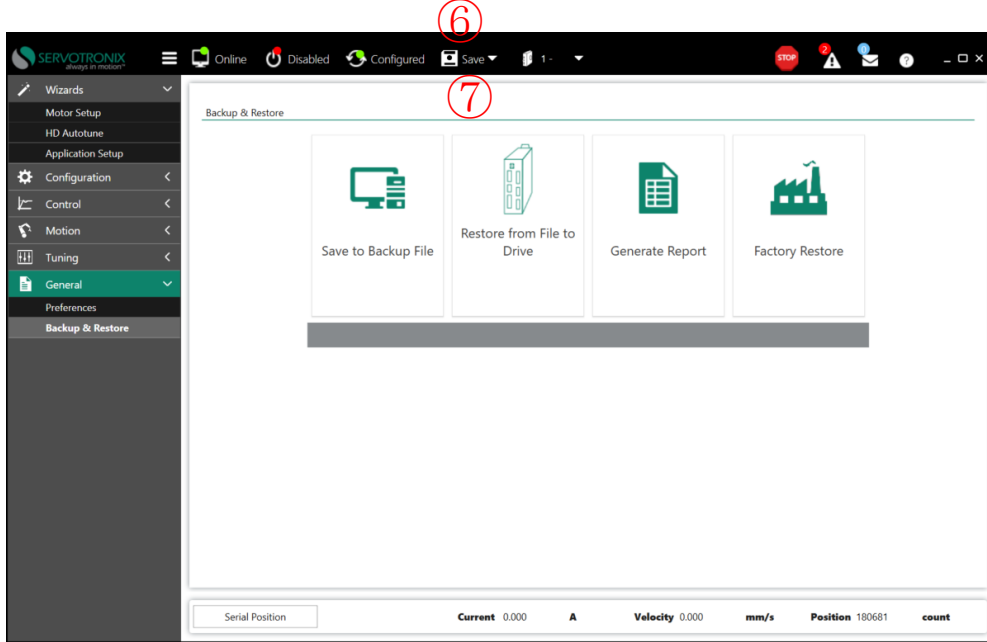 ⑥
SERVOTRONIX
always in motion™
Online
Disabled
Configured
Save
1 -
STOP
2
0
?
Wizards
Motor Setup
HD Autotune
Application Setup
Configuration
Control
Motion
Tuning
General
Preferences
Backup & Restore
⑦
Backup & Restore
Save to Backup File
Restore from File to
Drive
Generate Report
Factory Restore
Serial Position
Current 0.000 A
Velocity 0.000 mm/s
Position 180681 count